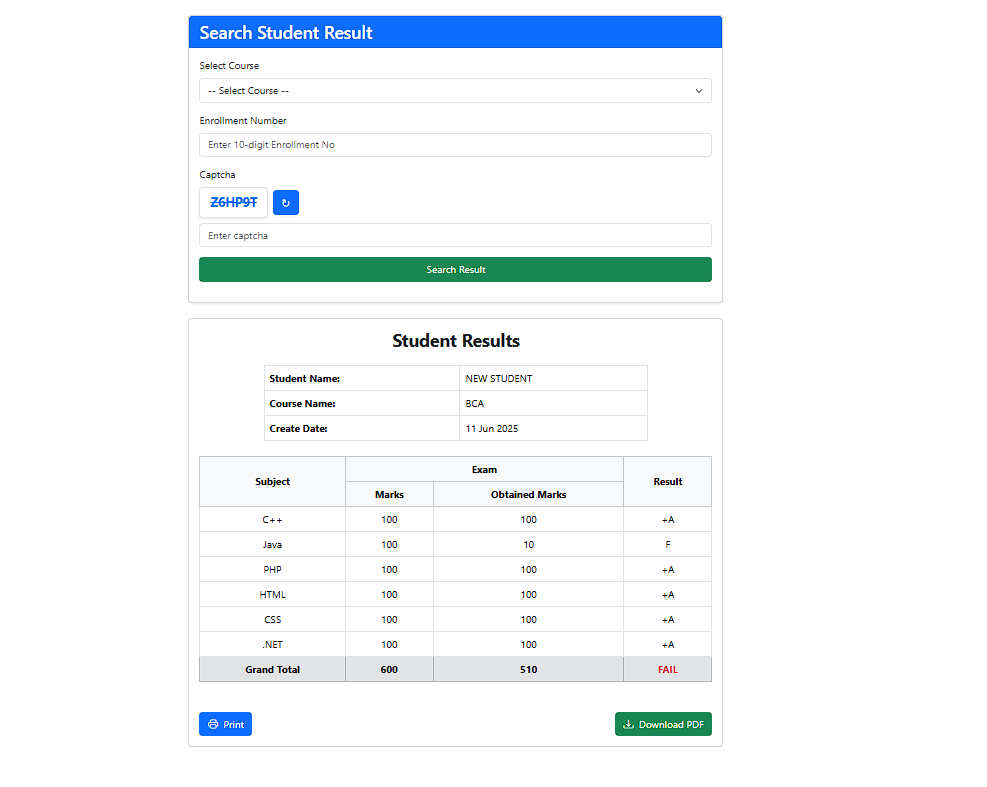 Search Student Result
Select Course
-- Select Course --
Enrollment Number
Enter 10-digit Enrollment No
Captcha
Z6HP9T ↻
Enter captcha
Search Result
Student Results
Student Name: NEW STUDENT
Course Name: BCA
Create Date: 11 Jun 2025
Subject Exam Result
Marks Obtained Marks
C++ 100 100 +A
Java 100 10 F
PHP 100 100 +A
HTML 100 100 +A
CSS 100 100 +A
.NET 100 100 +A
Grand Total 600 510 FAIL
Print Download PDF